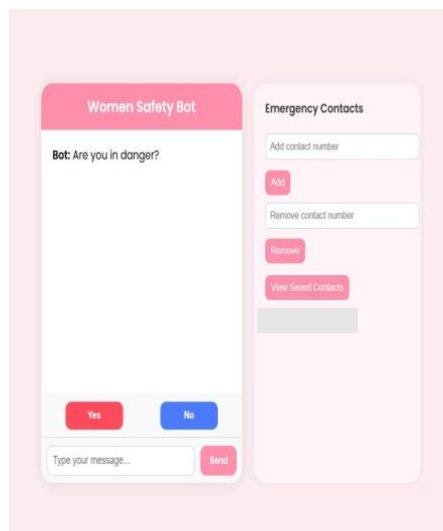 Women Safety Bot
Bot: Are you in danger?
Yes
No
Type your message...
Send
Emergency Contacts
Add contact number
Add
Remove contact number
Remove
View Saved Contacts